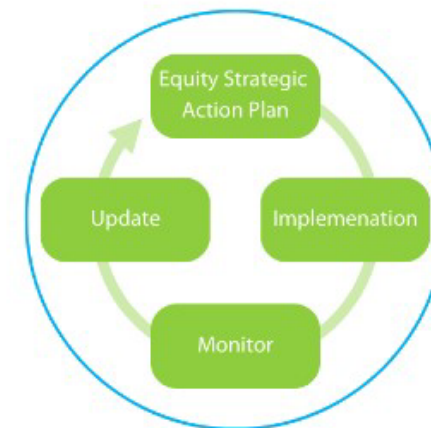 Equity Strategic
Action Plan
Update
Implemenation
Monitor